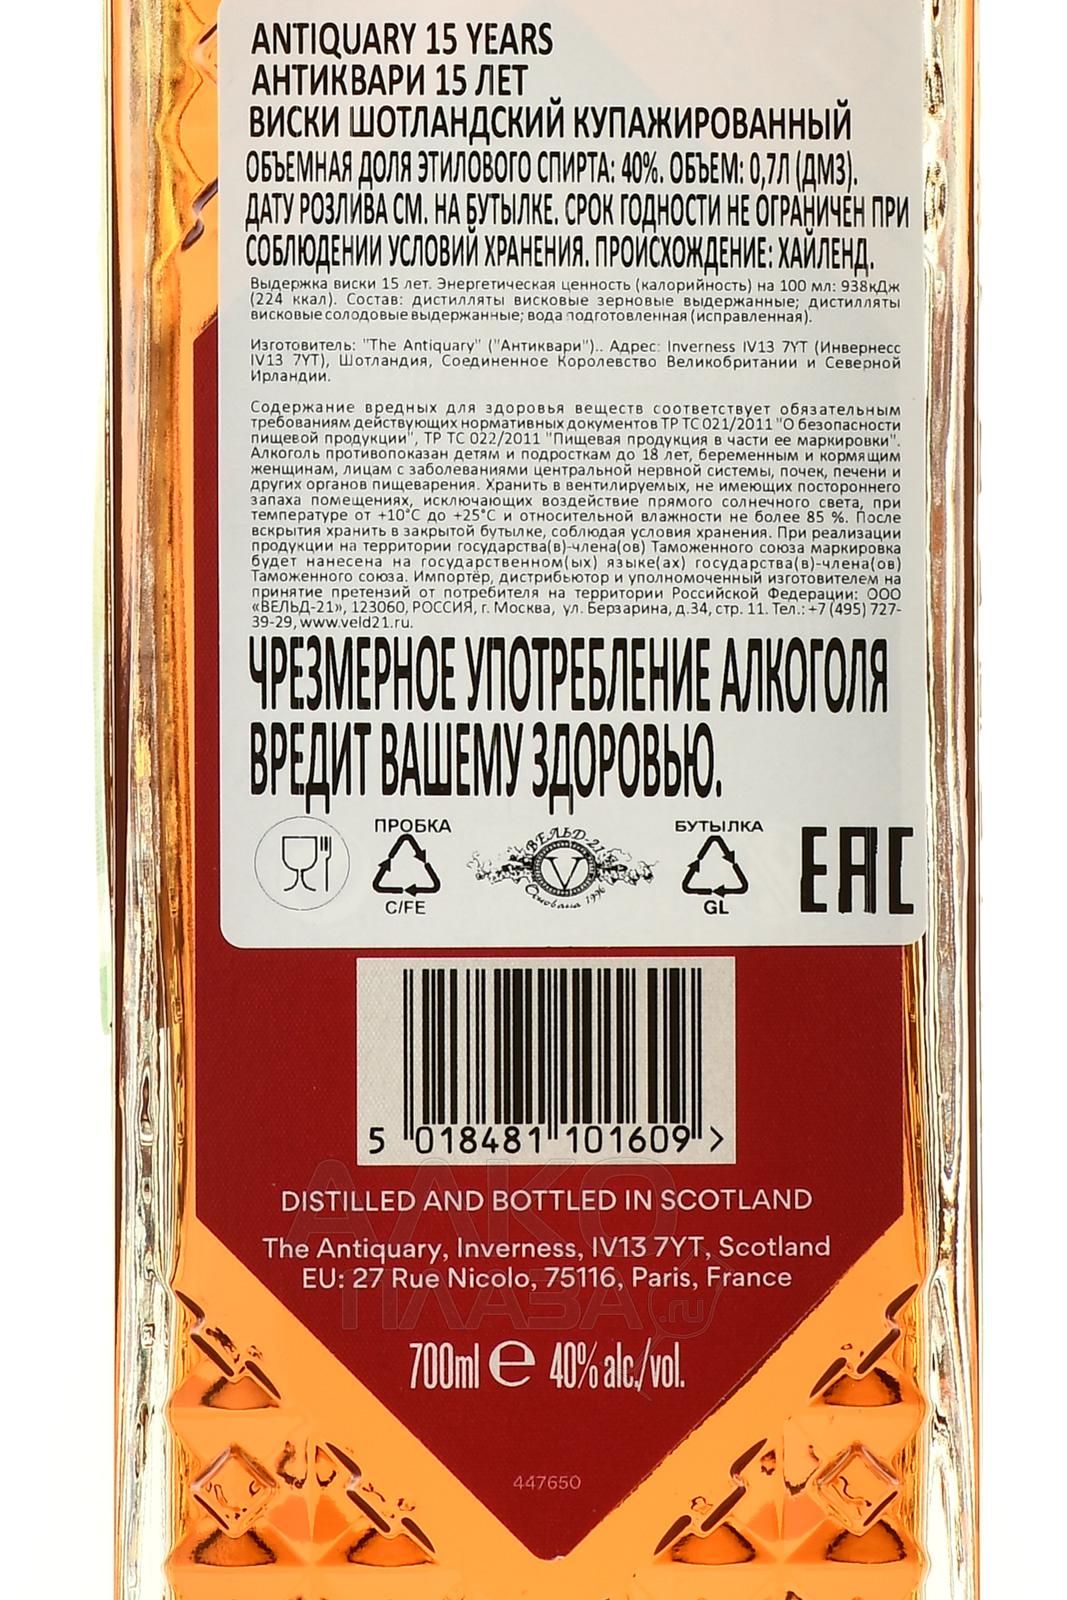 ANTIQUARY 15 YEARS
АНТИКВАРИ 15 ЛЕТ
ВИСКИ ШОТЛАНДСКИЙ КУПАЖИРОВАННЫЙ
ОБЪЕМНАЯ ДОЛЯ ЭТИЛОВОГО СПИРТА: 40%. ОБЪЕМ: 0,7Л (ДМ3).
ДАТУ РОЗЛИВА СМ. НА БУТЫЛКЕ. СРОК ГОДНОСТИ НЕ ОГРАНИЧЕН ПРИ
СОБЛЮДЕНИИ УСЛОВИЙ ХРАНЕНИЯ. ПРОИСХОЖДЕНИЕ: ХАЙЛЕНД.
Выдержка виски 15 лет. Энергетическая ценность (калорийность) на 100 мл: 938кДж
(224 ккал). Состав: дистилляты висковые зерновые выдержанные; дистилляты
висковые солодовые выдержанные; вода подготовленная (исправленная).
Изготовитель: "The Antiquary" ("Антиквари").. Адрес: Inverness IV13 7YT (Инвернесс
IV13 7YT), Шотландия, Соединенное Королевство Великобритании и Северной
Ирландии.
Содержание вредных для здоровья веществ соответствует обязательным
требованиям действующих нормативных документов ТР ТС 021/2011 "О безопасности
пищевой продукции", ТР ТС 022/2011 "Пищевая продукция в части ее маркировки".
Алкоголь противопоказан детям и подросткам до 18 лет, беременным и кормящим
женщинам, лицам с заболеваниями центральной нервной системы, почек, печени и
других органов пищеварения. Хранить в вентилируемых, не имеющих постороннего
запаха помещениях, исключающих воздействие прямого солнечного света, при
температуре от +10˚С до +25˚С и относительной влажности не более 85 %. После
вскрытия хранить в закрытой бутылке, соблюдая условия хранения. При реализации
продукции на территории государства(в)-члена(ов) Таможенного союза маркировка
будет нанесена на государственном(ых) языке(ах) государства(в)-члена(ов)
Таможенного союза. Импортёр, дистрибьютор и уполномоченный изготовителем на
принятие претензий от потребителя на территории Российской Федерации: ООО
«ВЕЛЬД-21», 123060, РОССИЯ, г. Москва, ул. Берзарина, д.34, стр. 11. Тел.: +7 (495) 727-
39-29, www.veld21.ru.
ЧРЕЗМЕРНОЕ УПОТРЕБЛЕНИЕ АЛКОГОЛЯ
ВРЕДИТ ВАШЕМУ ЗДОРОВЬЮ.
ПРОБКА
C/FE
ВЕЛЬД-21
V
Основана 1996
БУТЫЛКА
GL
EAC
5 018481 101609 >
DISTILLED AND BOTTLED IN SCOTLAND
The Antiquary, Inverness, IV13 7YT, Scotland
EU: 27 Rue Nicolo, 75116, Paris, France
700ml e 40% alc./vol.
447650
АЛКО
ПЛАЗА.ru